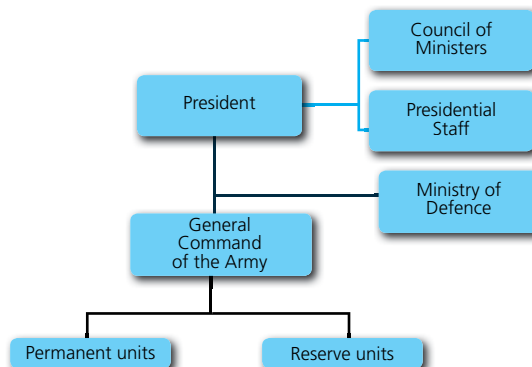 Council of
Ministers
President
Presidential
Staff
Ministry of
Defence
General
Command
of the Army
Permanent units
Reserve units